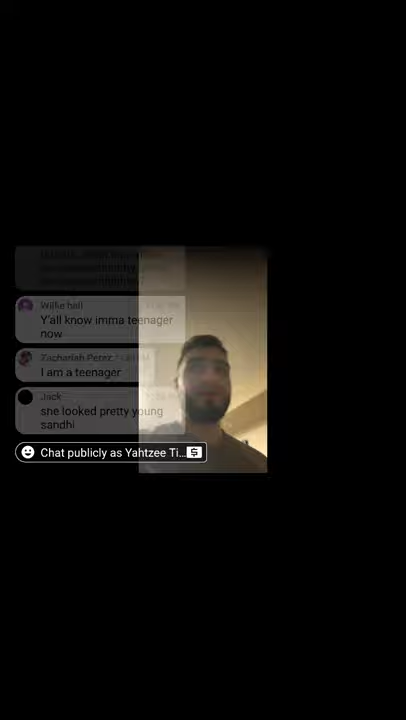 Willie hall
Y'all know imma teenager
now
Zachariah Perez
I am a teenager
Jack
she looked pretty young
sandhi
Chat publicly as Yahtzee Ti...